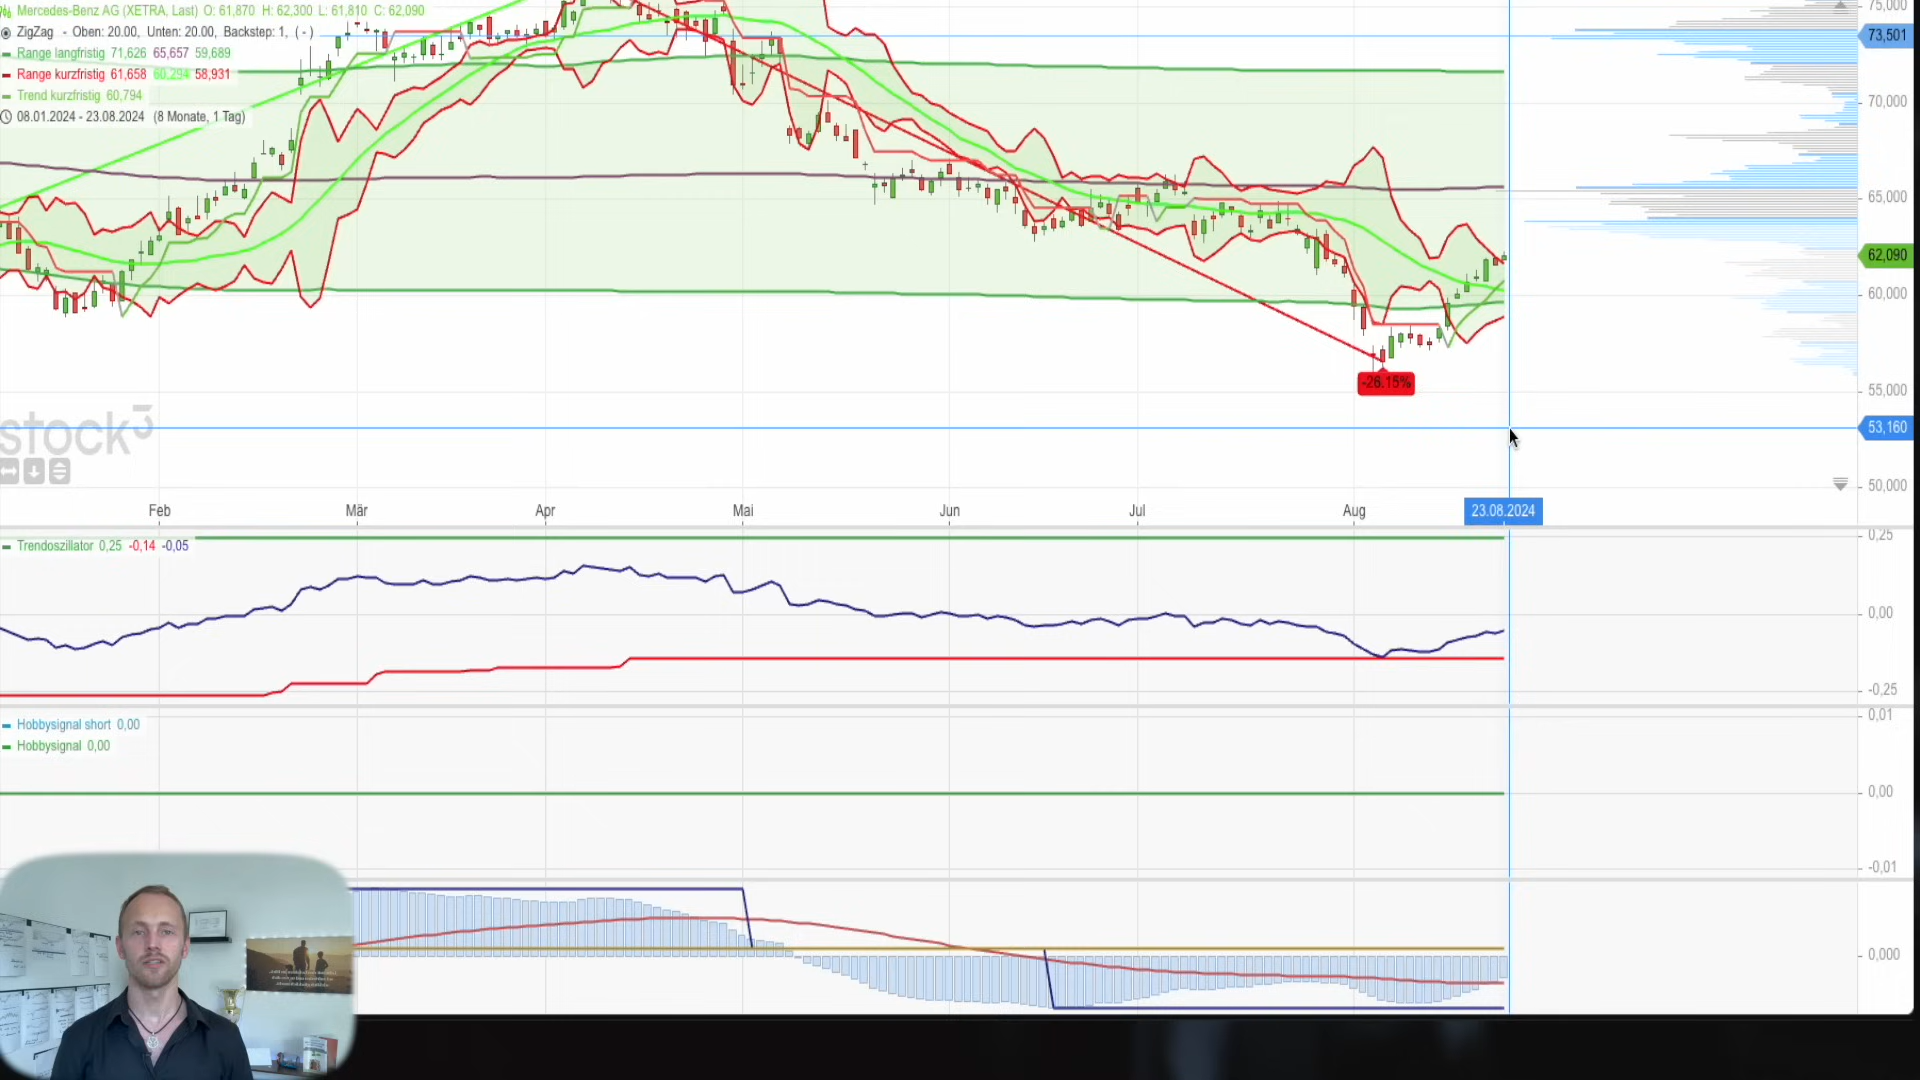 Mercedes-Benz AG (XETRA, Last) O: 61,870 H: 62,300 L: 61,810 C: 62,090
ZigZag - Oben: 20.00, Unten: 20.00, Backstep: 1, ( - )
Range langfristig 71,626 65,657 59,689
Range kurzfristig 61,658 60,294 58,931
Trend kurzfristig 60,794
08.01.2024 - 23.08.2024 (8 Monate, 1 Tag)
75,000
73,501
70,000
65,000
62,090
60,000
-26.15%
55,000
53,160
stock3
50,000
Feb Mär Apr Mai Jun Jul Aug 23.08.2024
Trendoszillator 0,25 -0,14 -0,05
0,25
0,00
-0,25
Hobbysignal short 0,00
Hobbysignal 0,00
0,01
0,00
-0,01
0,000